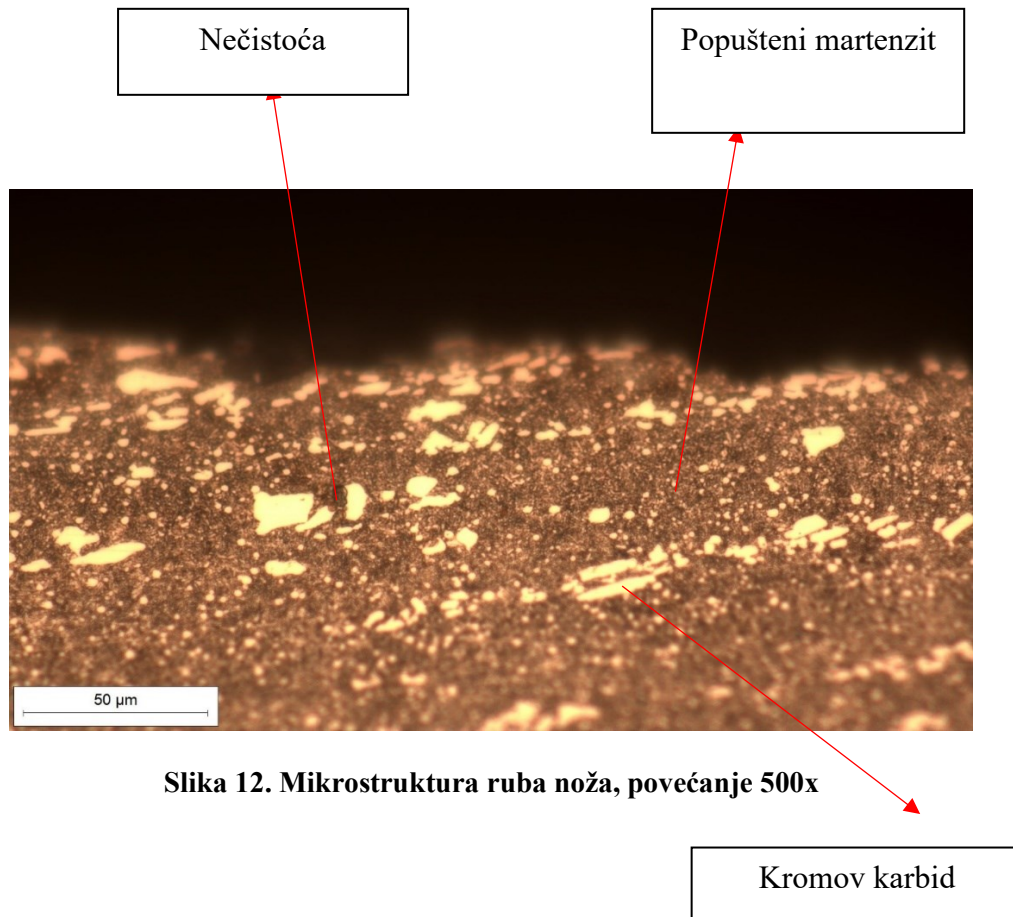 Nečistoća
Popušteni martenzit
50 µm
Slika 12. Mikrostruktura ruba noža, povećanje 500x
Kromov karbid